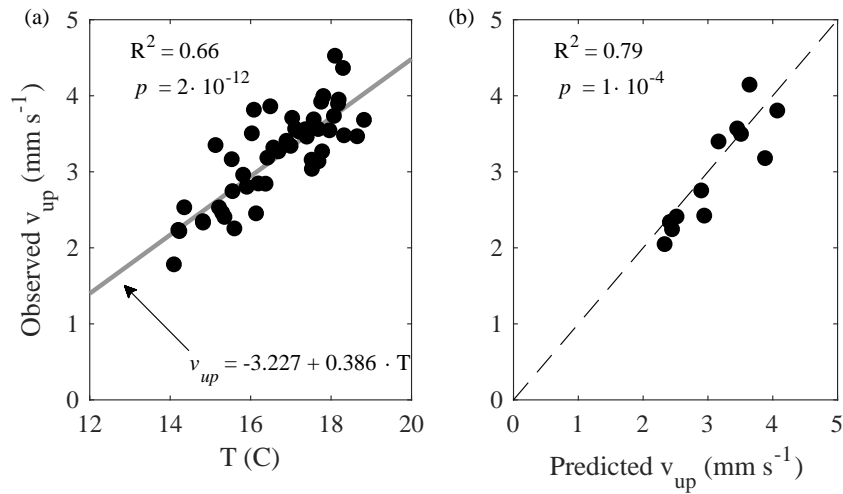 (a)
R² = 0.66
p = 2· 10⁻¹²
v_up = -3.227 + 0.386 · T
5
4
3
2
1
0
12
14
16
18
20
T (C)
Observed v_up (mm s⁻¹)
(b)
R² = 0.79
p = 1· 10⁻⁴
5
4
3
2
1
0
0
1
2
3
4
5
Predicted v_up (mm s⁻¹)